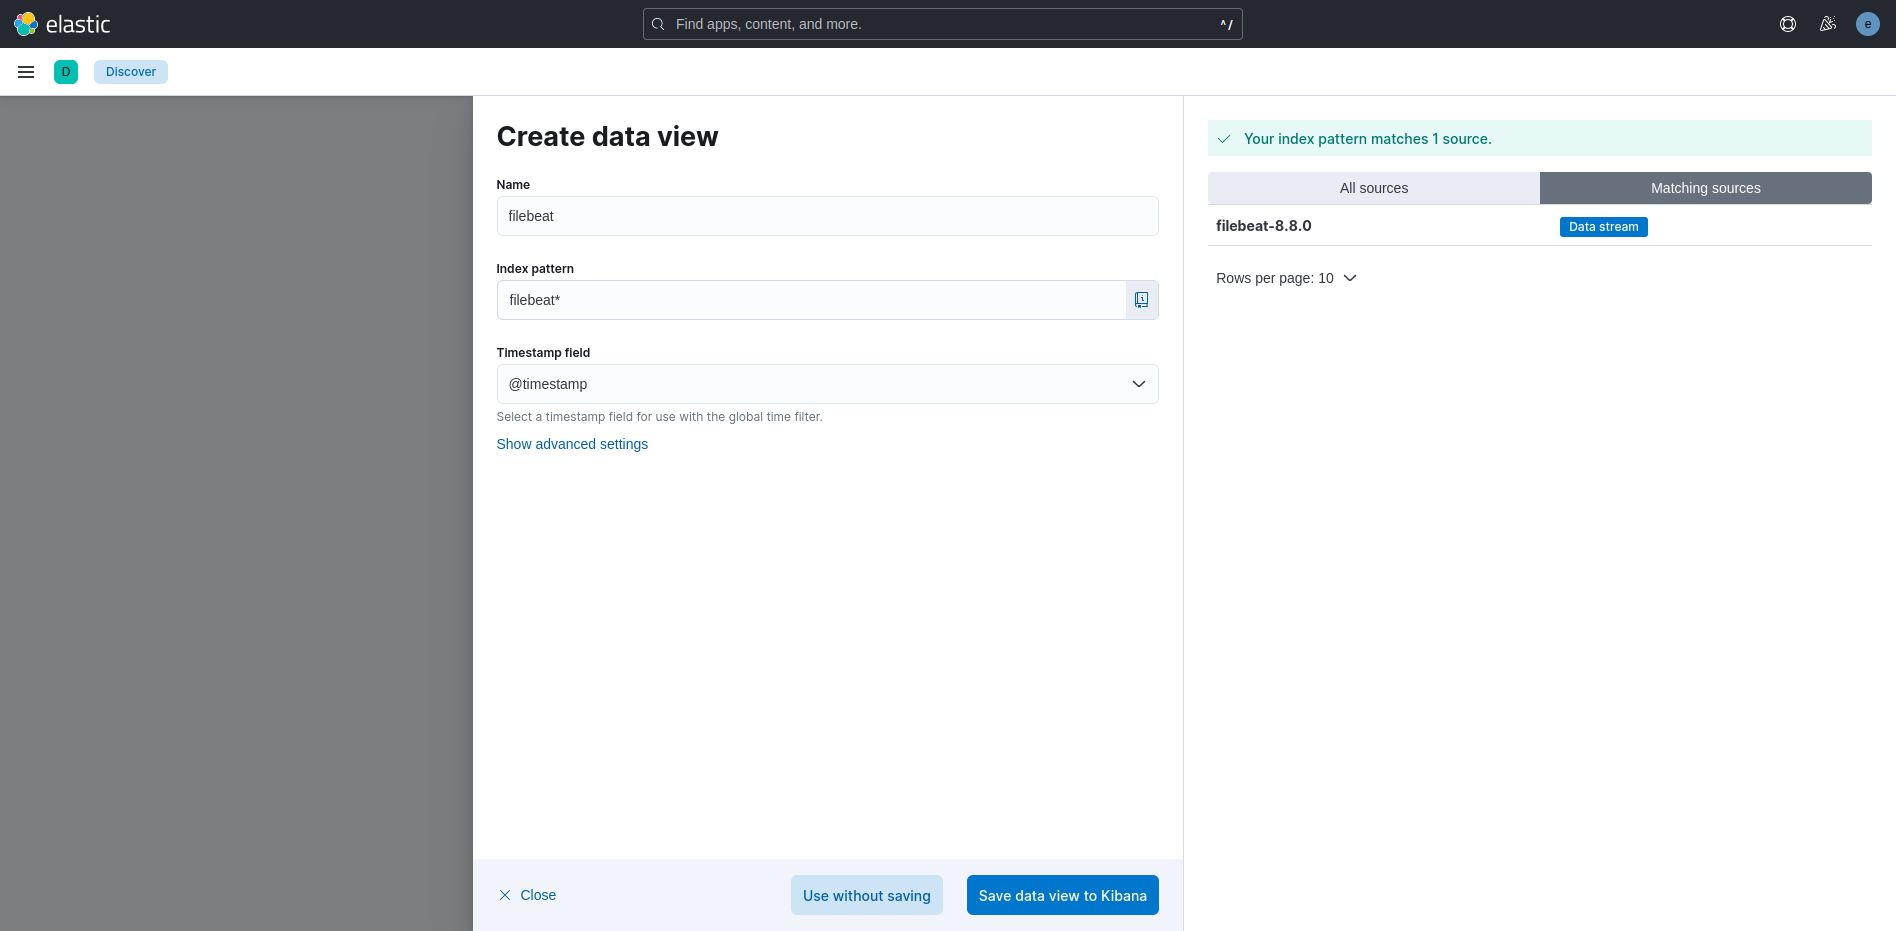 elastic
Find apps, content, and more.
^/
e
D
Discover
Create data view
Name
filebeat
Index pattern
filebeat*
Timestamp field
@timestamp
Select a timestamp field for use with the global time filter.
Show advanced settings
Close
Use without saving
Save data view to Kibana
Your index pattern matches 1 source.
All sources
Matching sources
filebeat-8.8.0
Data stream
Rows per page: 10